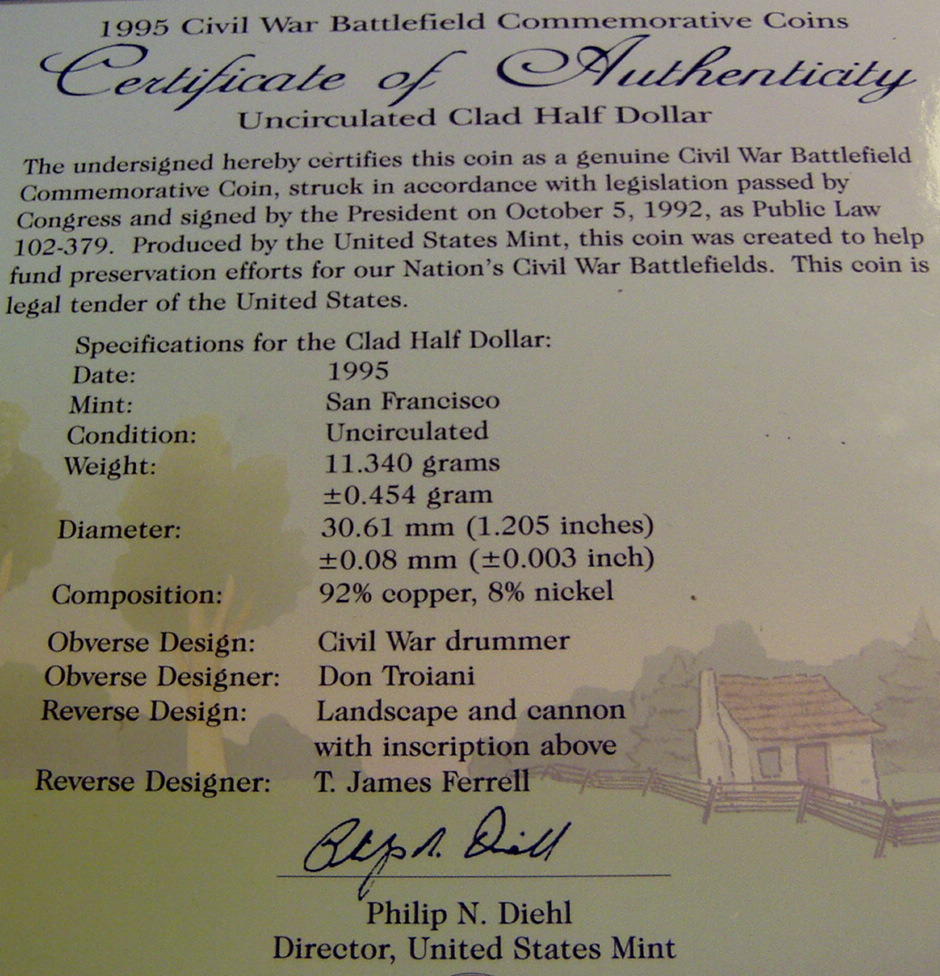 1995 Civil War Battlefield Commemorative Coins
Certificate of Authenticity
Uncirculated Clad Half Dollar
The undersigned hereby certifies this coin as a genuine Civil War Battlefield
Commemorative Coin, struck in accordance with legislation passed by
Congress and signed by the President on October 5, 1992, as Public Law
102-379. Produced by the United States Mint, this coin was created to help
fund preservation efforts for our Nation's Civil War Battlefields. This coin is
legal tender of the United States.
Specifications for the Clad Half Dollar:
Date: 1995
Mint: San Francisco
Condition: Uncirculated
Weight: 11.340 grams
±0.454 gram
Diameter: 30.61 mm (1.205 inches)
±0.08 mm (±0.003 inch)
Composition: 92% copper, 8% nickel
Obverse Design: Civil War drummer
Obverse Designer: Don Troiani
Reverse Design: Landscape and cannon
with inscription above
Reverse Designer: T. James Ferrell
Philip N. Diehl
Philip N. Diehl
Director, United States Mint